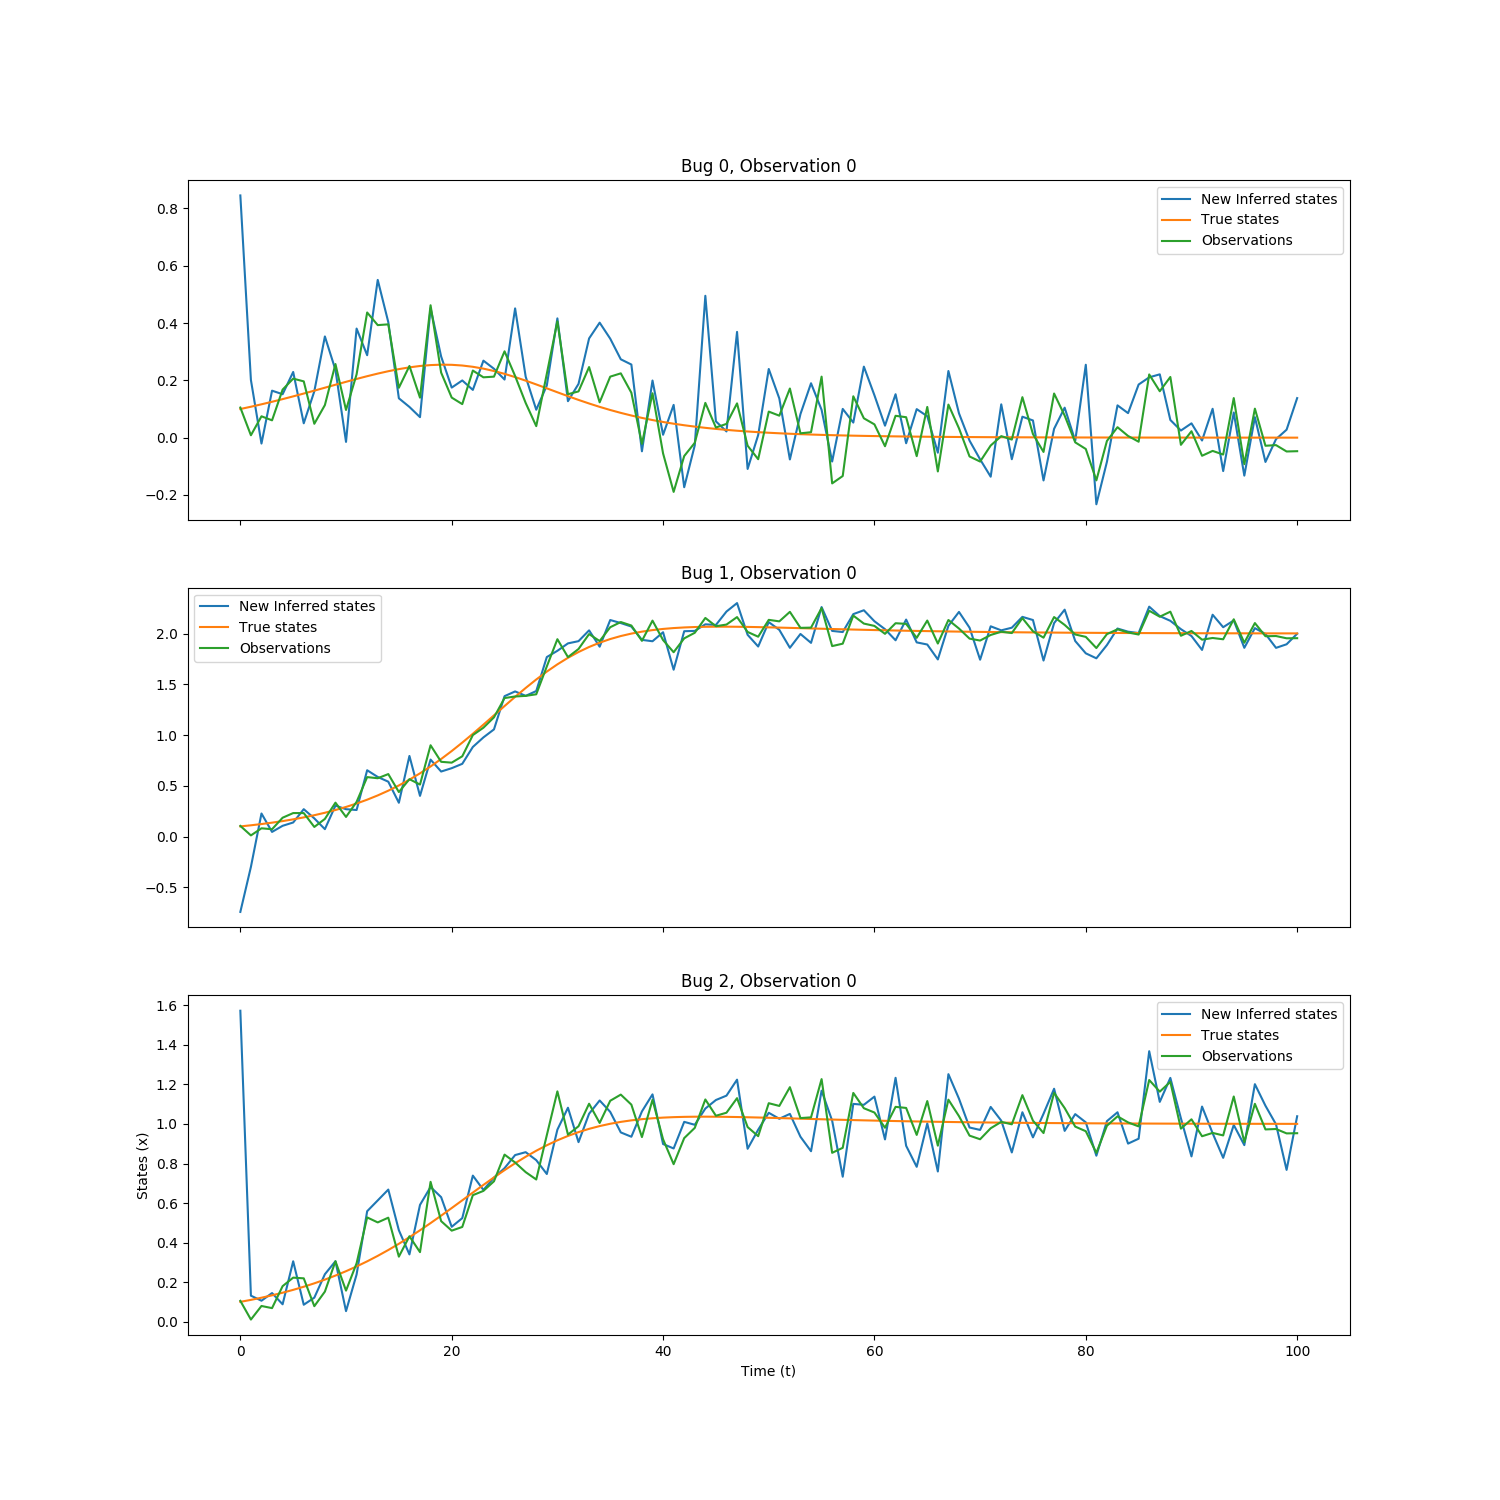 Bug 0, Observation 0
New Inferred states
True states
Observations
0.8
0.6
0.4
0.2
0.0
−0.2
Bug 1, Observation 0
New Inferred states
True states
Observations
2.0
1.5
1.0
0.5
0.0
−0.5
Bug 2, Observation 0
New Inferred states
True states
Observations
States (x)
1.6
1.4
1.2
1.0
0.8
0.6
0.4
0.2
0.0
0 20 40 60 80 100
Time (t)